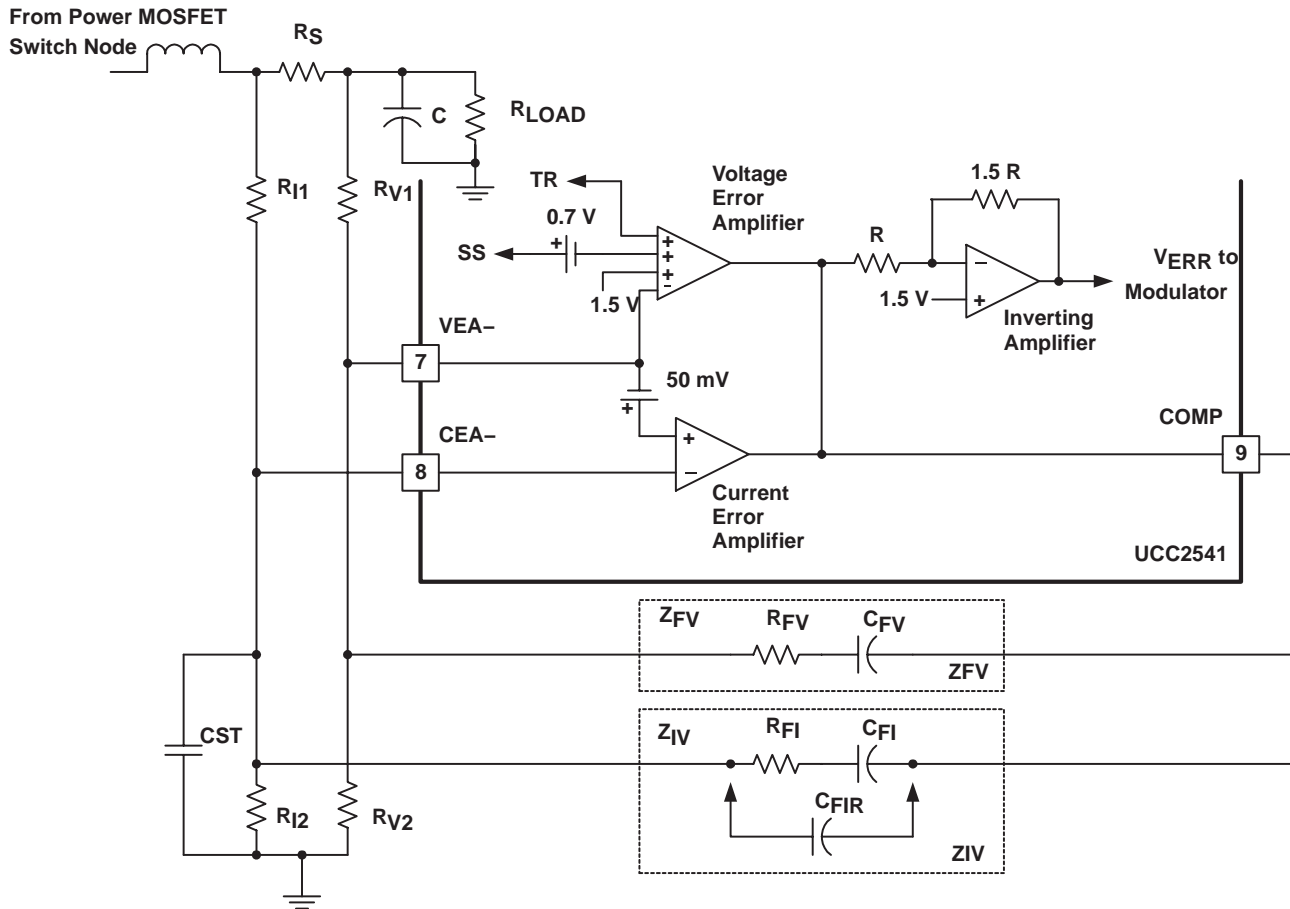 From Power MOSFET
Switch Node
RS
C
RLOAD
RI1
RV1
TR
0.7 V
+
SS
1.5 V
+
+
+
-
Voltage
Error
Amplifier
1.5 R
R
−
1.5 V
+
VERR to
Modulator
Inverting
Amplifier
VEA−
7
50 mV
+
CEA−
8
+
−
Current
Error
Amplifier
COMP
9
UCC2541
ZFV
RFV
CFV
ZFV
CST
ZIV
RFI
CFI
CFIR
ZIV
RI2
RV2